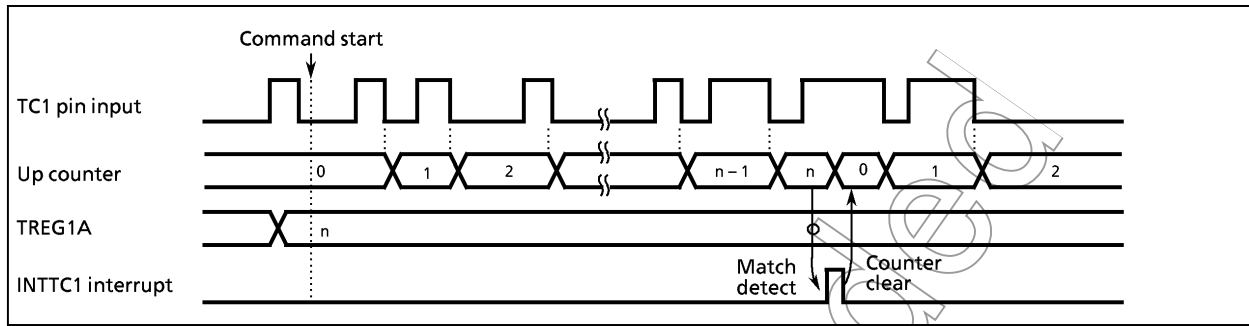 Command start
TC1 pin input
Up counter
0 1 2 n – 1 n 0 1 2
TREG1A
n
Match detect
Counter clear
INTTC1 interrupt